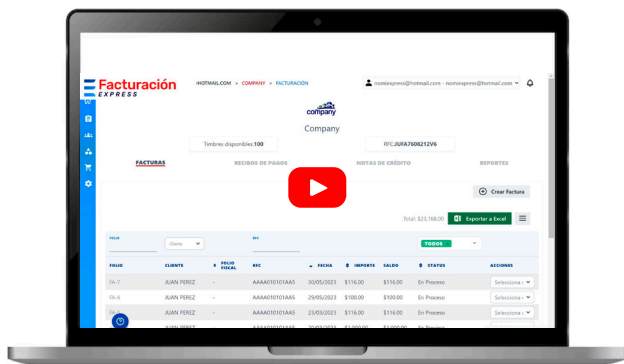 Facturación
EXPRESS
HOTMAIL.COM > COMPANY > FACTURACIÓN
nomiexpress@hotmail.com - nomiexpress@hotmail.com
company
Company
Timbres disponibles:100
RFC:JUFA7608212V6
FACTURAS RECIBOS DE PAGOS NOTAS DE CRÉDITO REPORTES
Crear Factura
Total: $23,168.00 Exportar a Excel
FOLIO RFC
Cliente TODOS
FOLIO CLIENTE FOLIO FISCAL RFC FECHA IMPORTE SALDO STATUS ACCIONES
FA-7 JUAN PEREZ - AAAA010101AAS 30/05/2023 $116.00 $116.00 En Proceso Selecciona
FA-6 JUAN PEREZ - AAAA010101AAS 29/05/2023 $100.00 $100.00 En Proceso Selecciona
JUAN PEREZ - AAAA010101AAS 23/03/2023 $116.00 $116.00 En Proceso Selecciona
JUAN PEREZ